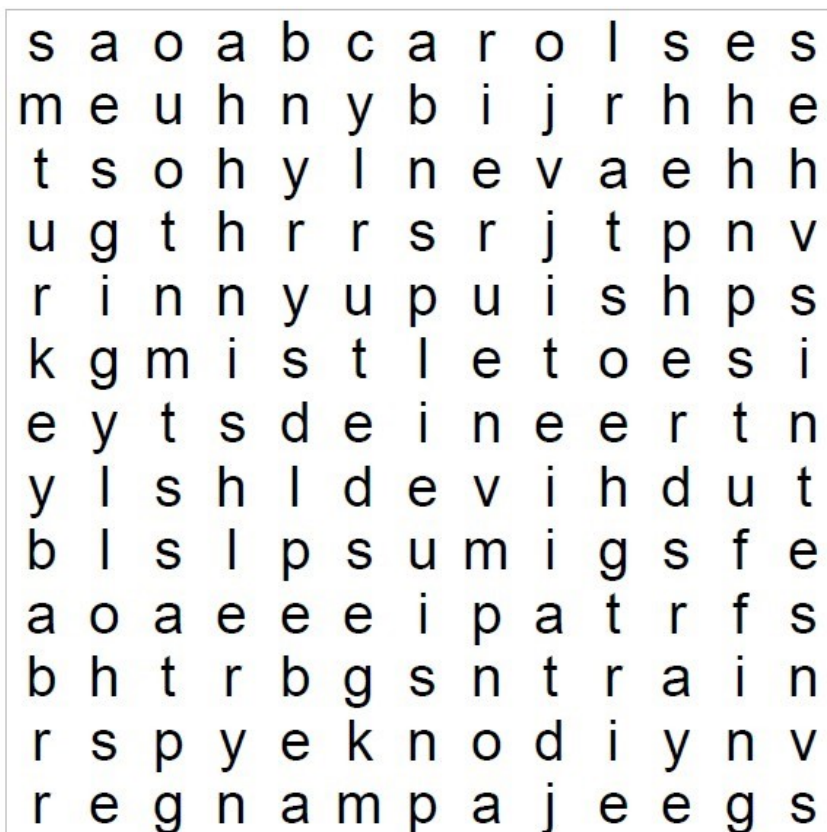 s a o a b c a r o l s e s
m e u h n y b i j r h h e
t s o h y l n e v a e h h
u g t h r r s r j t p n v
r i n n y u p u i s h p s
k g m i s t l e t o e s i
e y t s d e i n e e r t n
y l s h l d e v i h d u t
b l s l p s u m i g s f e
a o a e e e i p a t r f s
b h t r b g s n t r a i n
r s p y e k n o d i y n v
r e g n a m p a j e e g s